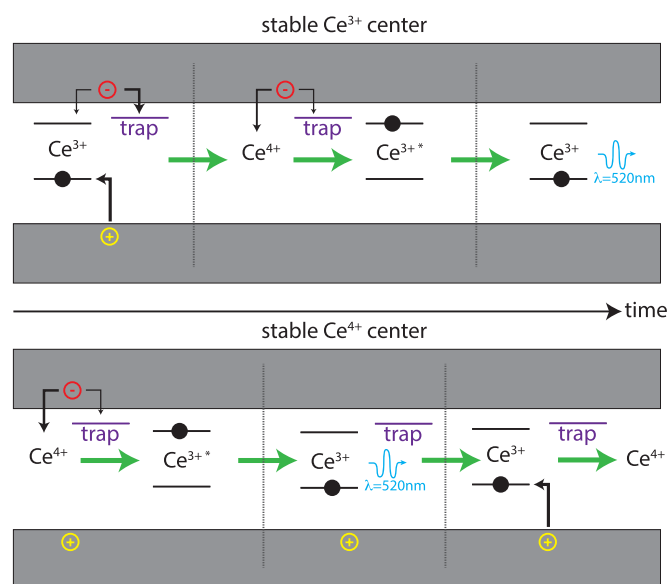 stable Ce³⁺ center
-
-
trap
trap
Ce³⁺
Ce⁴⁺
Ce³⁺*
Ce³⁺
λ=520nm
+
time
stable Ce⁴⁺ center
-
trap
trap
trap
Ce⁴⁺
Ce³⁺*
Ce³⁺
λ=520nm
Ce³⁺
Ce⁴⁺
+
+
+